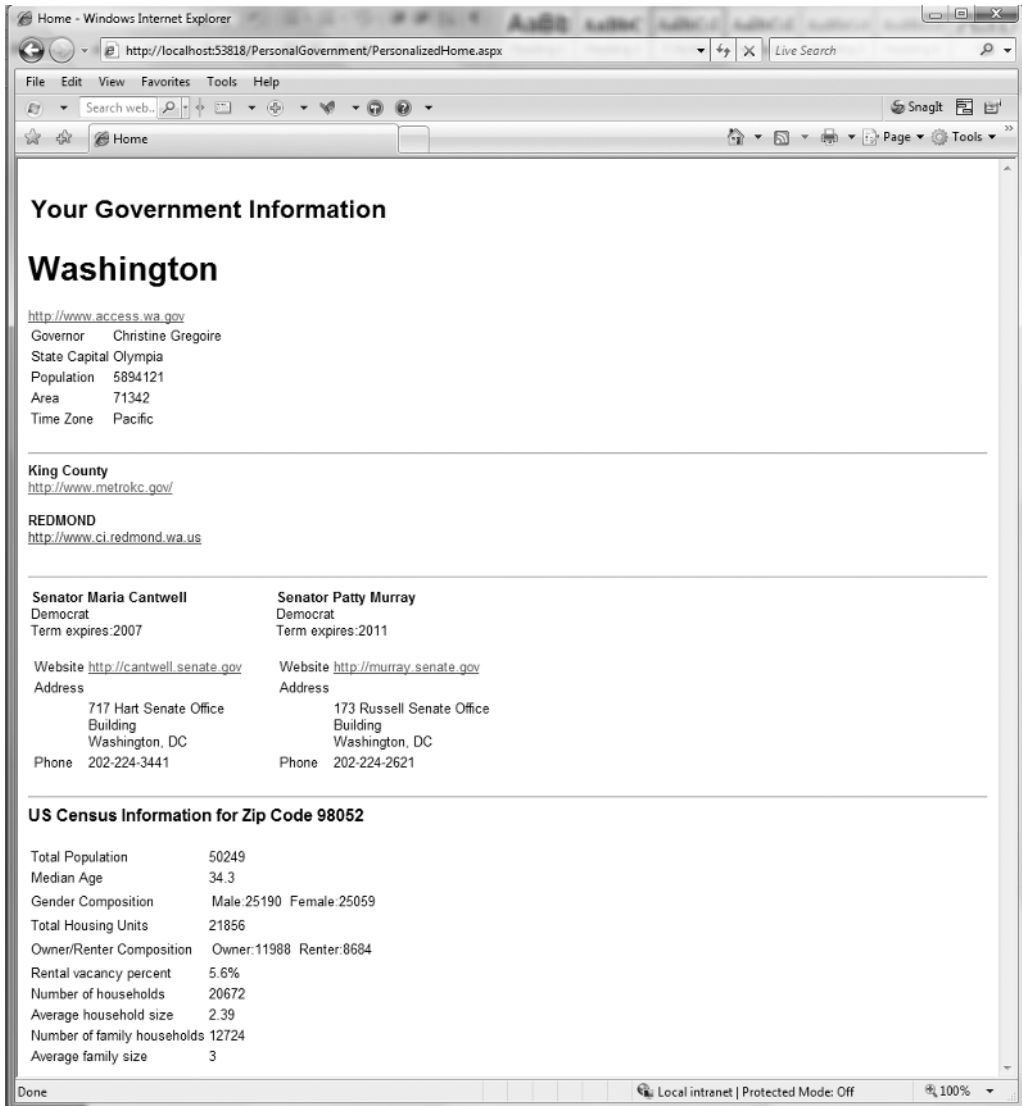 Home - Windows Internet Explorer
http://localhost:53818/PersonalGovernment/PersonalizedHome.aspx
Live Search
File Edit View Favorites Tools Help
Search web..
SnagIt
Home
Page Tools
Your Government Information
Washington
http://www.access.wa.gov
Governor Christine Gregoire
State Capital Olympia
Population 5894121
Area 71342
Time Zone Pacific
King County
http://www.metrokc.gov/
REDMOND
http://www.ci.redmond.wa.us
Senator Maria Cantwell
Democrat
Term expires:2007
Website http://cantwell.senate.gov
Address
717 Hart Senate Office
Building
Washington, DC
Phone 202-224-3441
Senator Patty Murray
Democrat
Term expires:2011
Website http://murray.senate.gov
Address
173 Russell Senate Office
Building
Washington, DC
Phone 202-224-2621
US Census Information for Zip Code 98052
Total Population 50249
Median Age 34.3
Gender Composition Male:25190 Female:25059
Total Housing Units 21856
Owner/Renter Composition Owner:11988 Renter:8684
Rental vacancy percent 5.6%
Number of households 20672
Average household size 2.39
Number of family households 12724
Average family size 3
Done
Local intranet | Protected Mode: Off
100%